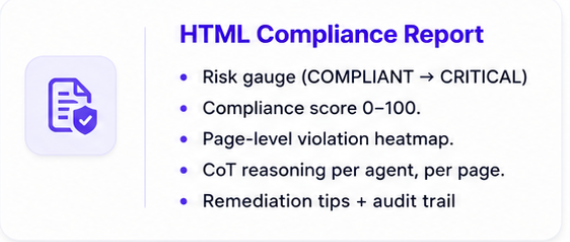 HTML Compliance Report
• Risk gauge (COMPLIANT → CRITICAL)
• Compliance score 0–100.
• Page-level violation heatmap.
• CoT reasoning per agent, per page.
• Remediation tips + audit trail